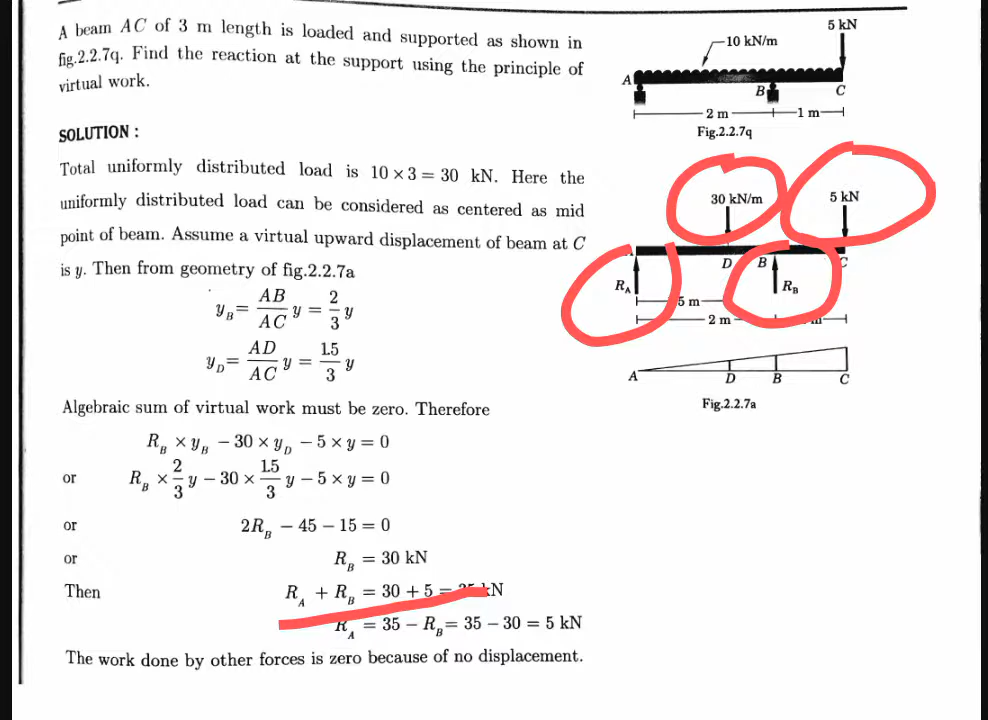 A beam AC of 3 m length is loaded and supported as shown in
fig.2.2.7q. Find the reaction at the support using the principle of
virtual work.
5 kN
10 kN/m
A
B
C
2 m
1 m
Fig.2.2.7q
SOLUTION :
Total uniformly distributed load is 10 × 3 = 30 kN. Here the
uniformly distributed load can be considered as centered as mid
point of beam. Assume a virtual upward displacement of beam at C
is y. Then from geometry of fig.2.2.7a
y_B = AB/AC y = 2/3 y
y_D = AD/AC y = 1.5/3 y
30 kN/m
5 kN
D
B
C
R_A
R_B
5 m
2 m
A
D
B
C
Fig.2.2.7a
Algebraic sum of virtual work must be zero. Therefore
R_B × y_B − 30 × y_D − 5 × y = 0
or R_B × 2/3 y − 30 × 1.5/3 y − 5 × y = 0
or 2R_B − 45 − 15 = 0
or R_B = 30 kN
Then R_A + R_B = 30 + 5 = kN
R_A = 35 − R_B = 35 − 30 = 5 kN
The work done by other forces is zero because of no displacement.